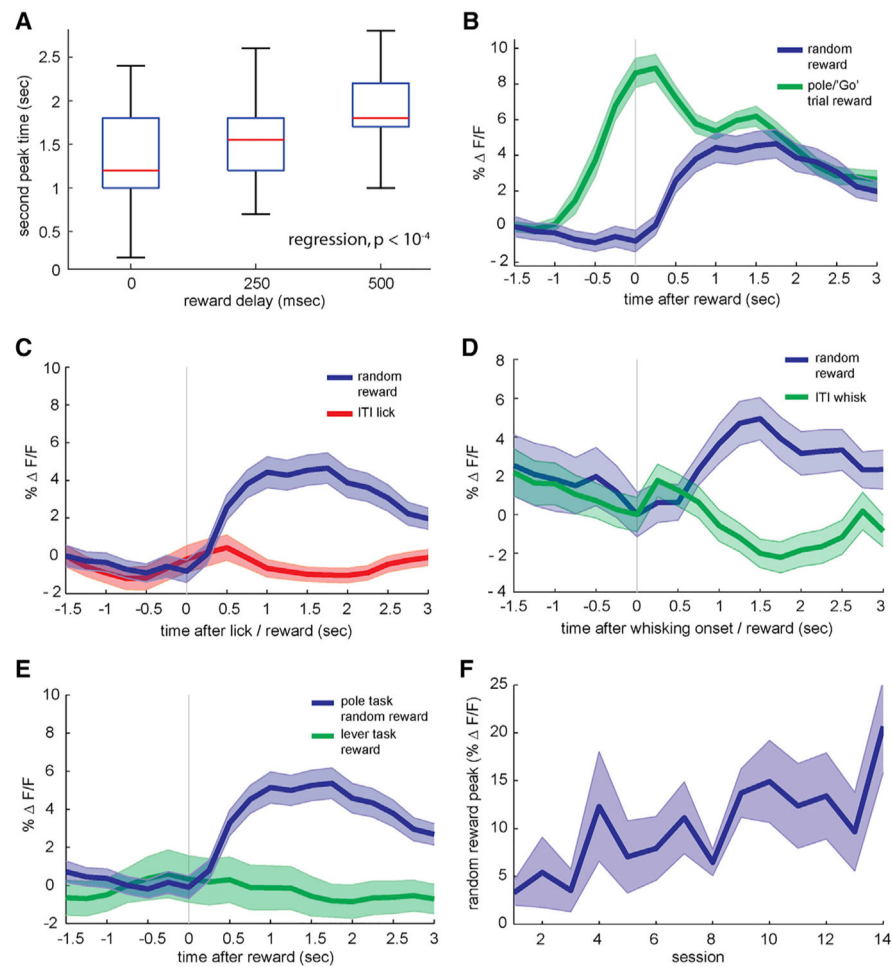 A
second peak time (sec)
2.5
2
1.5
1
0.5
0
regression, p < 10-4
0 250 500
reward delay (msec)
B
% Δ F/F
10
8
6
4
2
0
-2
random
reward
pole/'Go'
trial reward
-1.5 -1 -0.5 0 0.5 1 1.5 2 2.5 3
time after reward (sec)
C
% Δ F/F
10
8
6
4
2
0
-2
random
reward
ITI lick
-1.5 -1 -0.5 0 0.5 1 1.5 2 2.5 3
time after lick / reward (sec)
D
% Δ F/F
8
6
4
2
0
-2
-4
random
reward
ITI whisk
-1.5 -1 -0.5 0 0.5 1 1.5 2 2.5 3
time after whisking onset / reward (sec)
E
% Δ F/F
10
8
6
4
2
0
-2
pole task
random reward
lever task
reward
-1.5 -1 -0.5 0 0.5 1 1.5 2 2.5 3
time after reward (sec)
F
random reward peak (% Δ F/F)
25
20
15
10
5
0
2 4 6 8 10 12 14
session